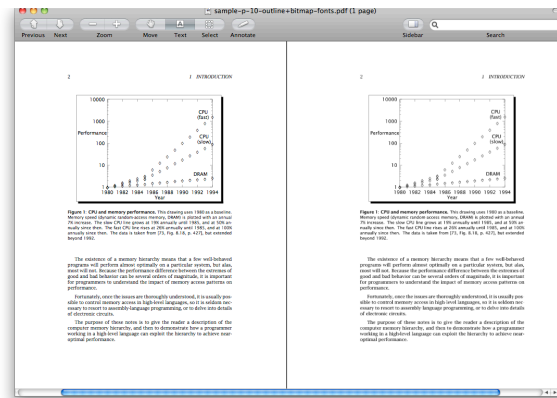 sample-p-10-outline+bitmap-fonts.pdf (1 page)
Previous Next Zoom Move Text Select Annotate Sidebar Search
2 1 INTRODUCTION
10000
1000
Performance
100
10
1
CPU
(fast)
CPU
(slow)
DRAM
1980 1982 1984 1986 1988 1990 1992 1994
Year
Figure 1: CPU and memory performance. This drawing uses 1980 as a baseline.
Memory speed (dynamic random-access memory, DRAM) is plotted with an annual
7% increase. The slow CPU line grows at 19% annually until 1985, and at 50% an-
nually since then. The fast CPU line rises at 26% annually until 1985, and at 100%
annually since then. The data is taken from [73, Fig. 8.18, p. 427], but extended
beyond 1992.
The existence of a memory hierarchy means that a few well-behaved
programs will perform almost optimally on a particular system, but alas,
most will not. Because the performance difference between the extremes of
good and bad behavior can be several orders of magnitude, it is important
for programmers to understand the impact of memory access patterns on
performance.
Fortunately, once the issues are thoroughly understood, it is usually pos-
sible to control memory access in high-level languages, so it is seldom nec-
essary to resort to assembly-language programming, or to delve into details
of electronic circuits.
The purpose of these notes is to give the reader a description of the
computer memory hierarchy, and then to demonstrate how a programmer
working in a high-level language can exploit the hierarchy to achieve near-
optimal performance.
2 1 INTRODUCTION
10000
1000
Performance
100
10
1
CPU
(fast)
CPU
(slow)
DRAM
1980 1982 1984 1986 1988 1990 1992 1994
Year
Figure 1: CPU and memory performance. This drawing uses 1980 as a baseline.
Memory speed (dynamic random-access memory, DRAM) is plotted with an annual
7% increase. The slow CPU line grows at 19% annually until 1985, and at 50% an-
nually since then. The fast CPU line rises at 26% annually until 1985, and at 100%
annually since then. The data is taken from [73, Fig. 8.18, p. 427], but extended
beyond 1992.
The existence of a memory hierarchy means that a few well-behaved
programs will perform almost optimally on a particular system, but alas,
most will not. Because the performance difference between the extremes of
good and bad behavior can be several orders of magnitude, it is important
for programmers to understand the impact of memory access patterns on
performance.
Fortunately, once the issues are thoroughly understood, it is usually pos-
sible to control memory access in high-level languages, so it is seldom nec-
essary to resort to assembly-language programming, or to delve into details
of electronic circuits.
The purpose of these notes is to give the reader a description of the
computer memory hierarchy, and then to demonstrate how a programmer
working in a high-level language can exploit the hierarchy to achieve near-
optimal performance.